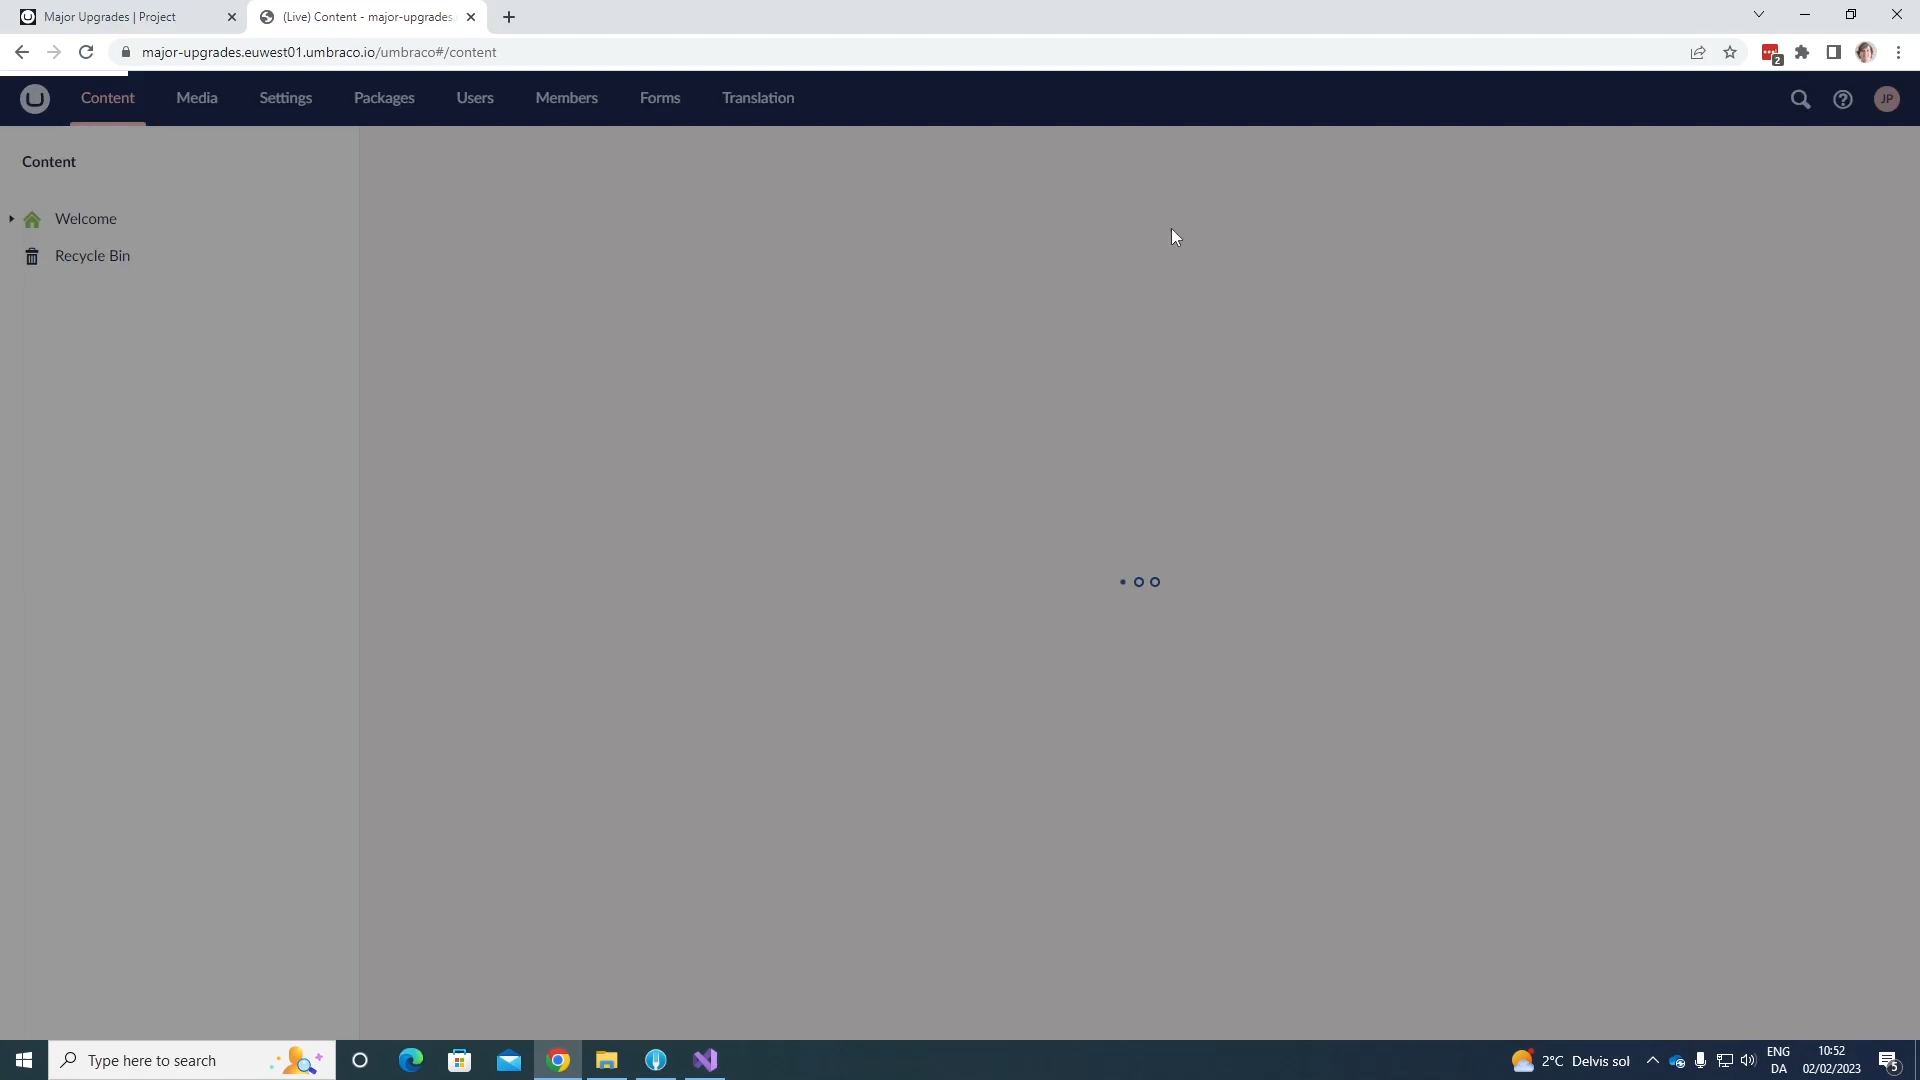 Major Upgrades | Project
(Live) Content - major-upgrades.
major-upgrades.euwest01.umbraco.io/umbraco#/content
2
Content
Media
Settings
Packages
Users
Members
Forms
Translation
JP
Content
Welcome
Recycle Bin
Type here to search
2°C Delvis sol
ENG
DA
10:52
02/02/2023
5